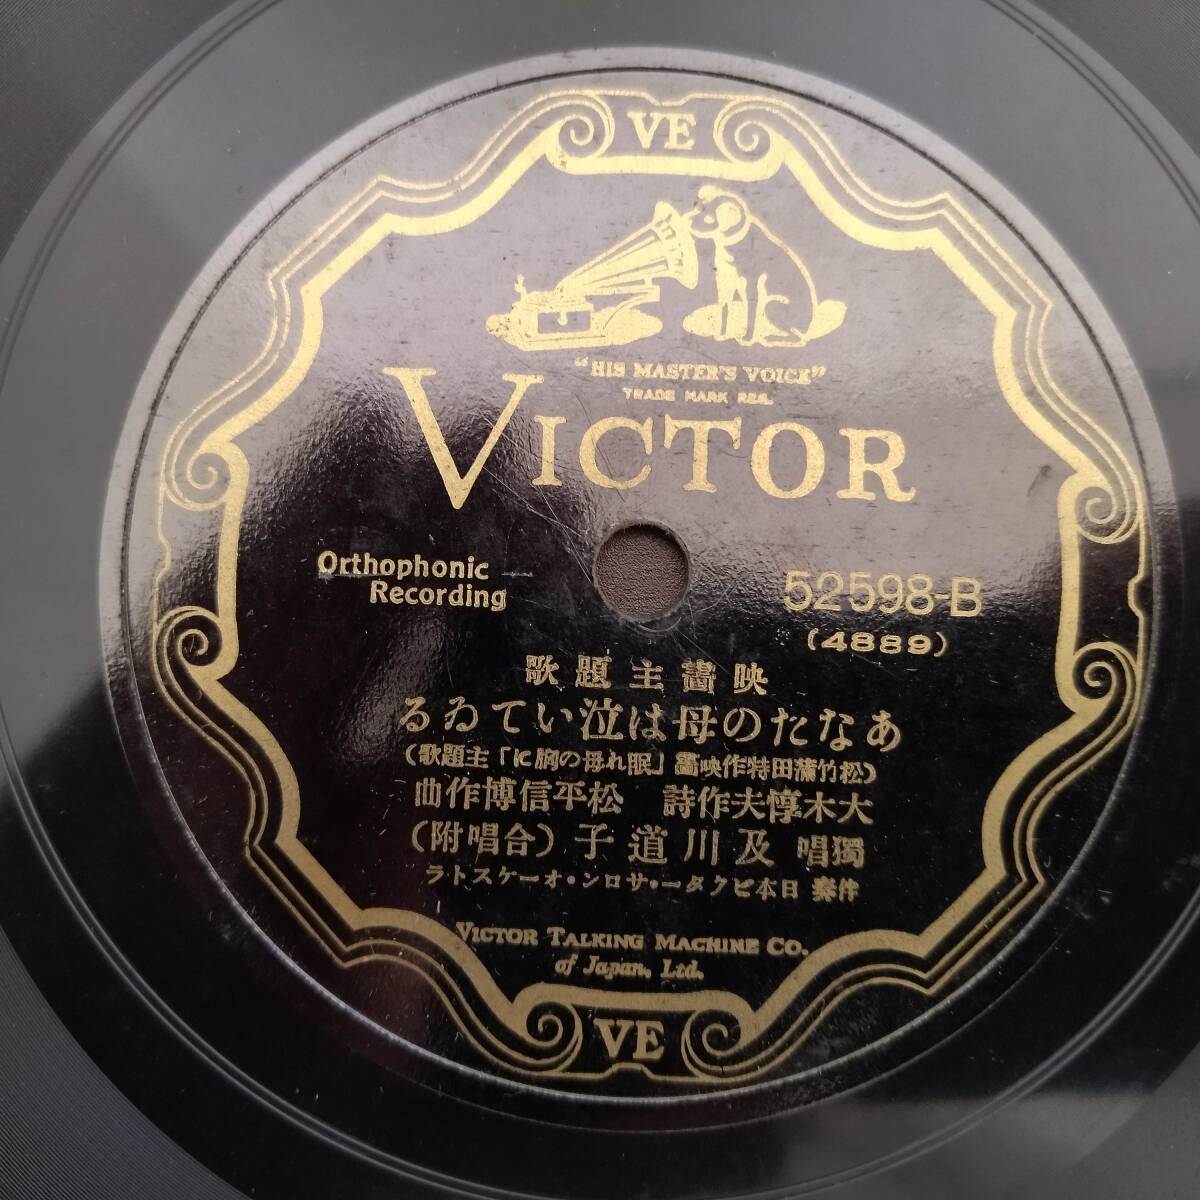 VE
"HIS MASTER'S VOICE"
TRADE MARK REG.
VICTOR
Orthophonic
Recording
52598-B
(4889)
映畵主題歌
あなたの母は泣いてゐる
(松竹蒲田特作映畵「眠れ母の胸に」主題歌)
大木惇夫作詩 松平信博作曲
獨唱 及川道子(合唱附)
伴奏 日本ビクター・サロン・オーケストラ
VICTOR TALKING MACHINE CO.
of Japan, Ltd.
VE